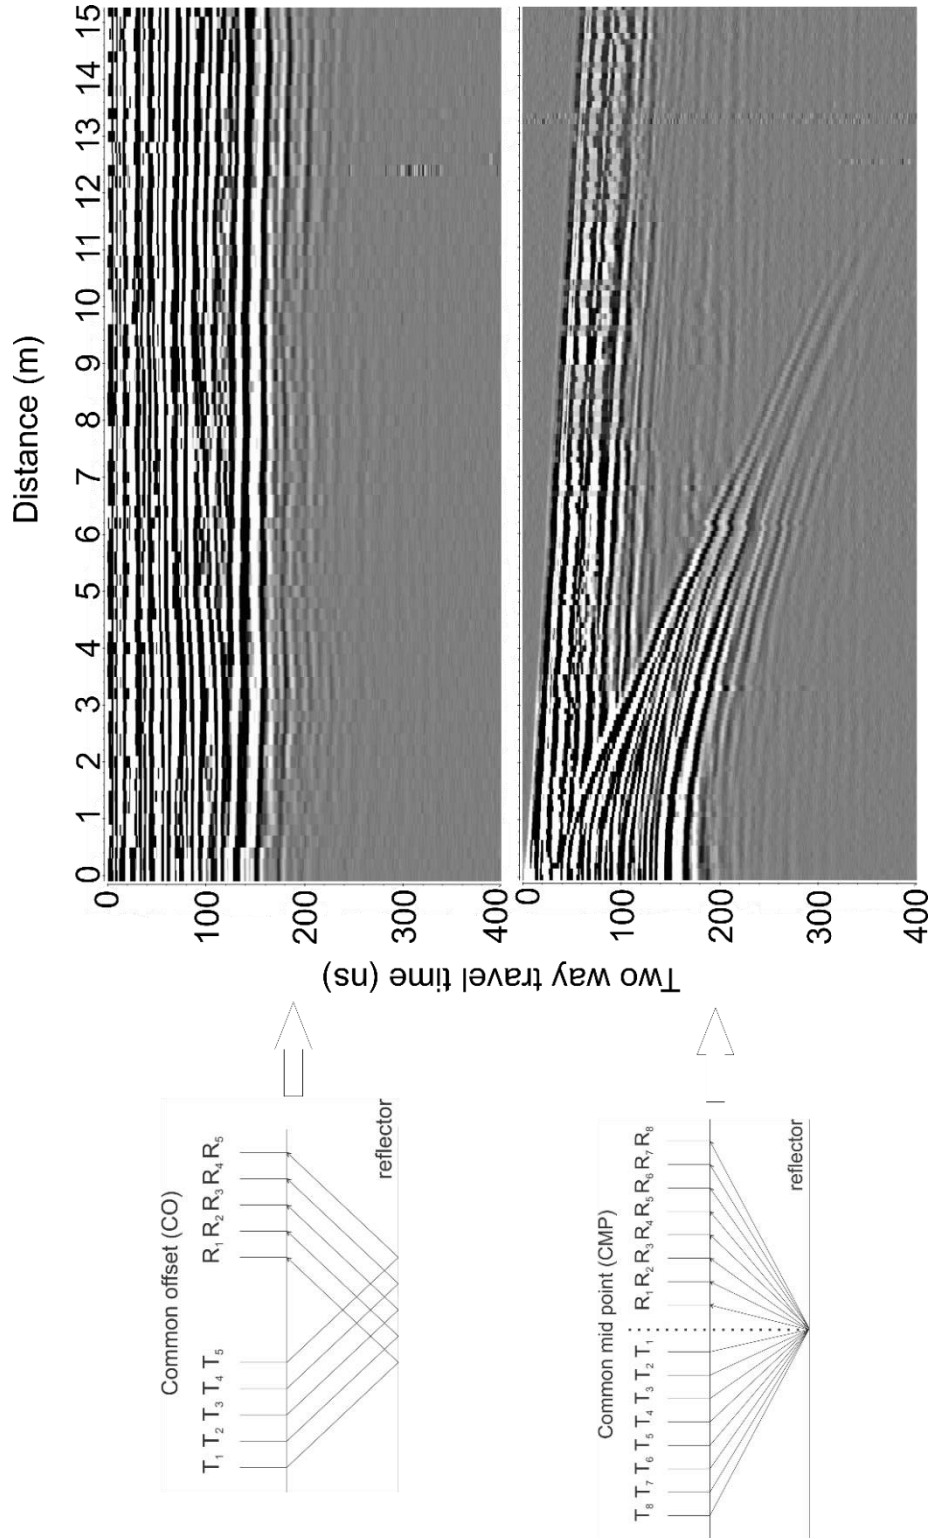 Common offset (CO)
T1 T2 T3 T4 T5
R1 R2 R3 R4 R5
reflector
Common mid point (CMP)
T8 T7 T6 T5 T4 T3 T2 T1
R1 R2 R3 R4 R5 R6 R7 R8
reflector
Distance (m)
0 1 2 3 4 5 6 7 8 9 10 11 12 13 14 15
0
100
200
300
400
Two way travel time (ns)
0
100
200
300
400